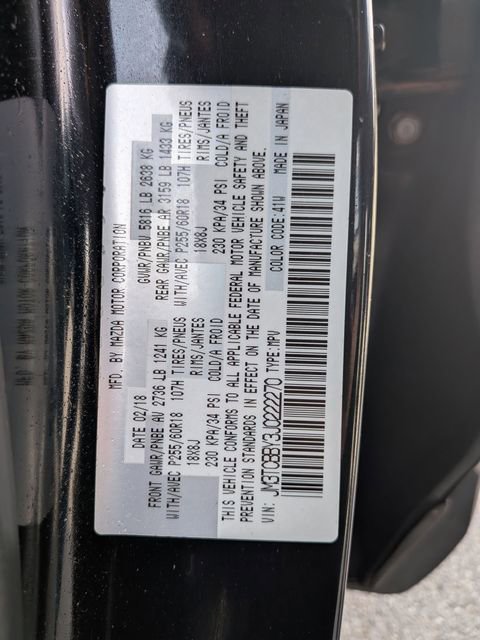 MFD. BY MAZDA MOTOR CORPORATION
DATE 02/18 GVWR/PNBV 5816 LB 2638 KG
FRONT GAWR/PNBE AV 2736 LB 1241 KG REAR GAWR/PNBE AR 3159 LB 1433 KG
WITH/AVEC P255/60R18 107H TIRES/PNEUS WITH/AVEC P255/60R18 107H TIRES/PNEUS
18X8J RIMS/JANTES 18X8J RIMS/JANTES
230 KPA/34 PSI COLD/A FROID 230 KPA/34 PSI COLD/A FROID
THIS VEHICLE CONFORMS TO ALL APPLICABLE FEDERAL MOTOR VEHICLE SAFETY AND THEFT
PREVENTION STANDARDS IN EFFECT ON THE DATE OF MANUFACTURE SHOWN ABOVE.
VIN: JM3TCBBY3J0222270 TYPE:MPV COLOR CODE:41W MADE IN JAPAN